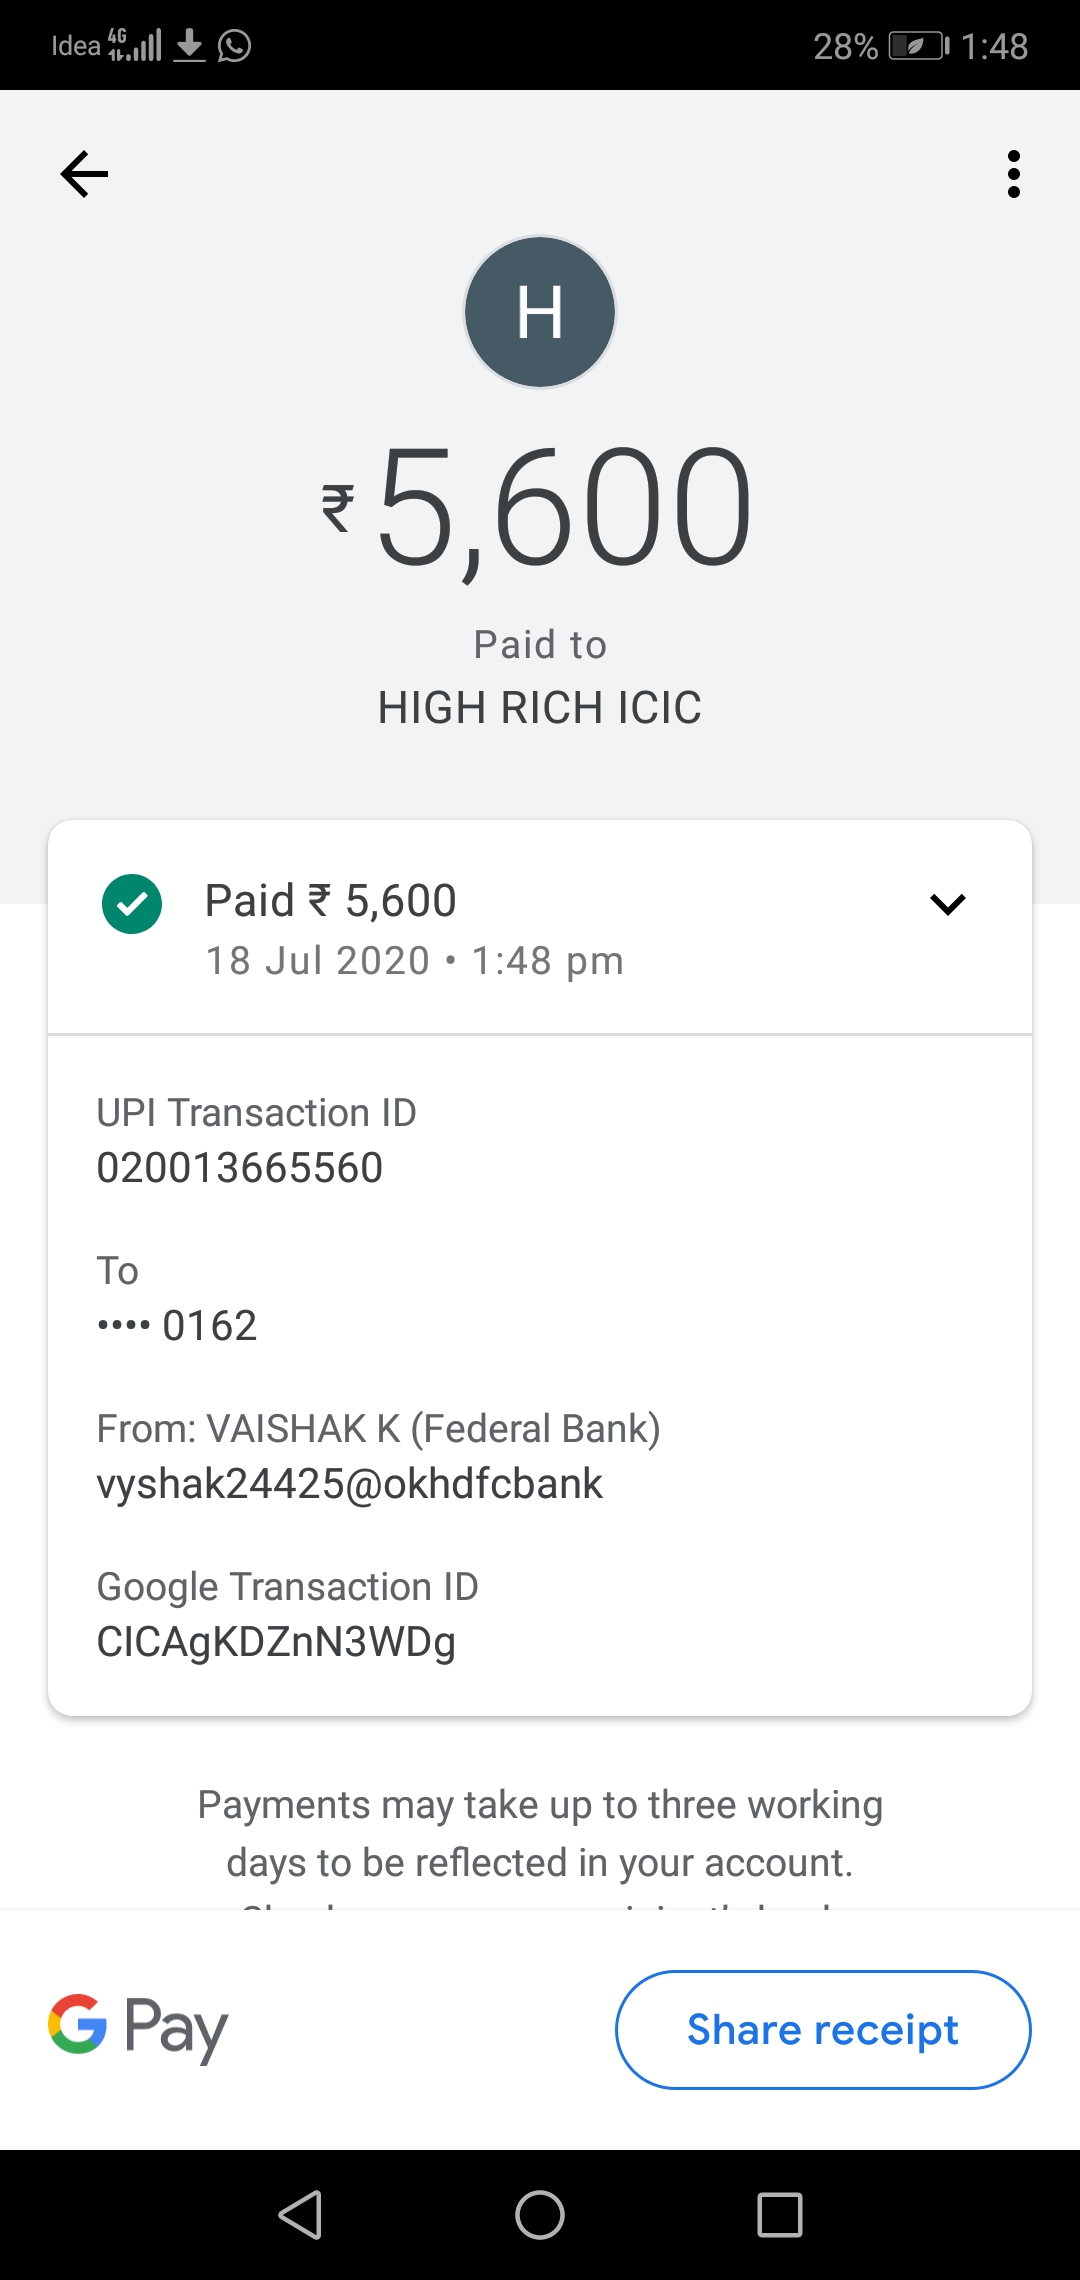 Idea 4G 28% 1:48
H
₹5,600
Paid to
HIGH RICH ICIC
Paid ₹ 5,600
18 Jul 2020 • 1:48 pm
UPI Transaction ID
020013665560
To
•••• 0162
From: VAISHAK K (Federal Bank)
vyshak24425@okhdfcbank
Google Transaction ID
CICAgKDZnN3WDg
Payments may take up to three working
days to be reflected in your account.
G Pay
Share receipt